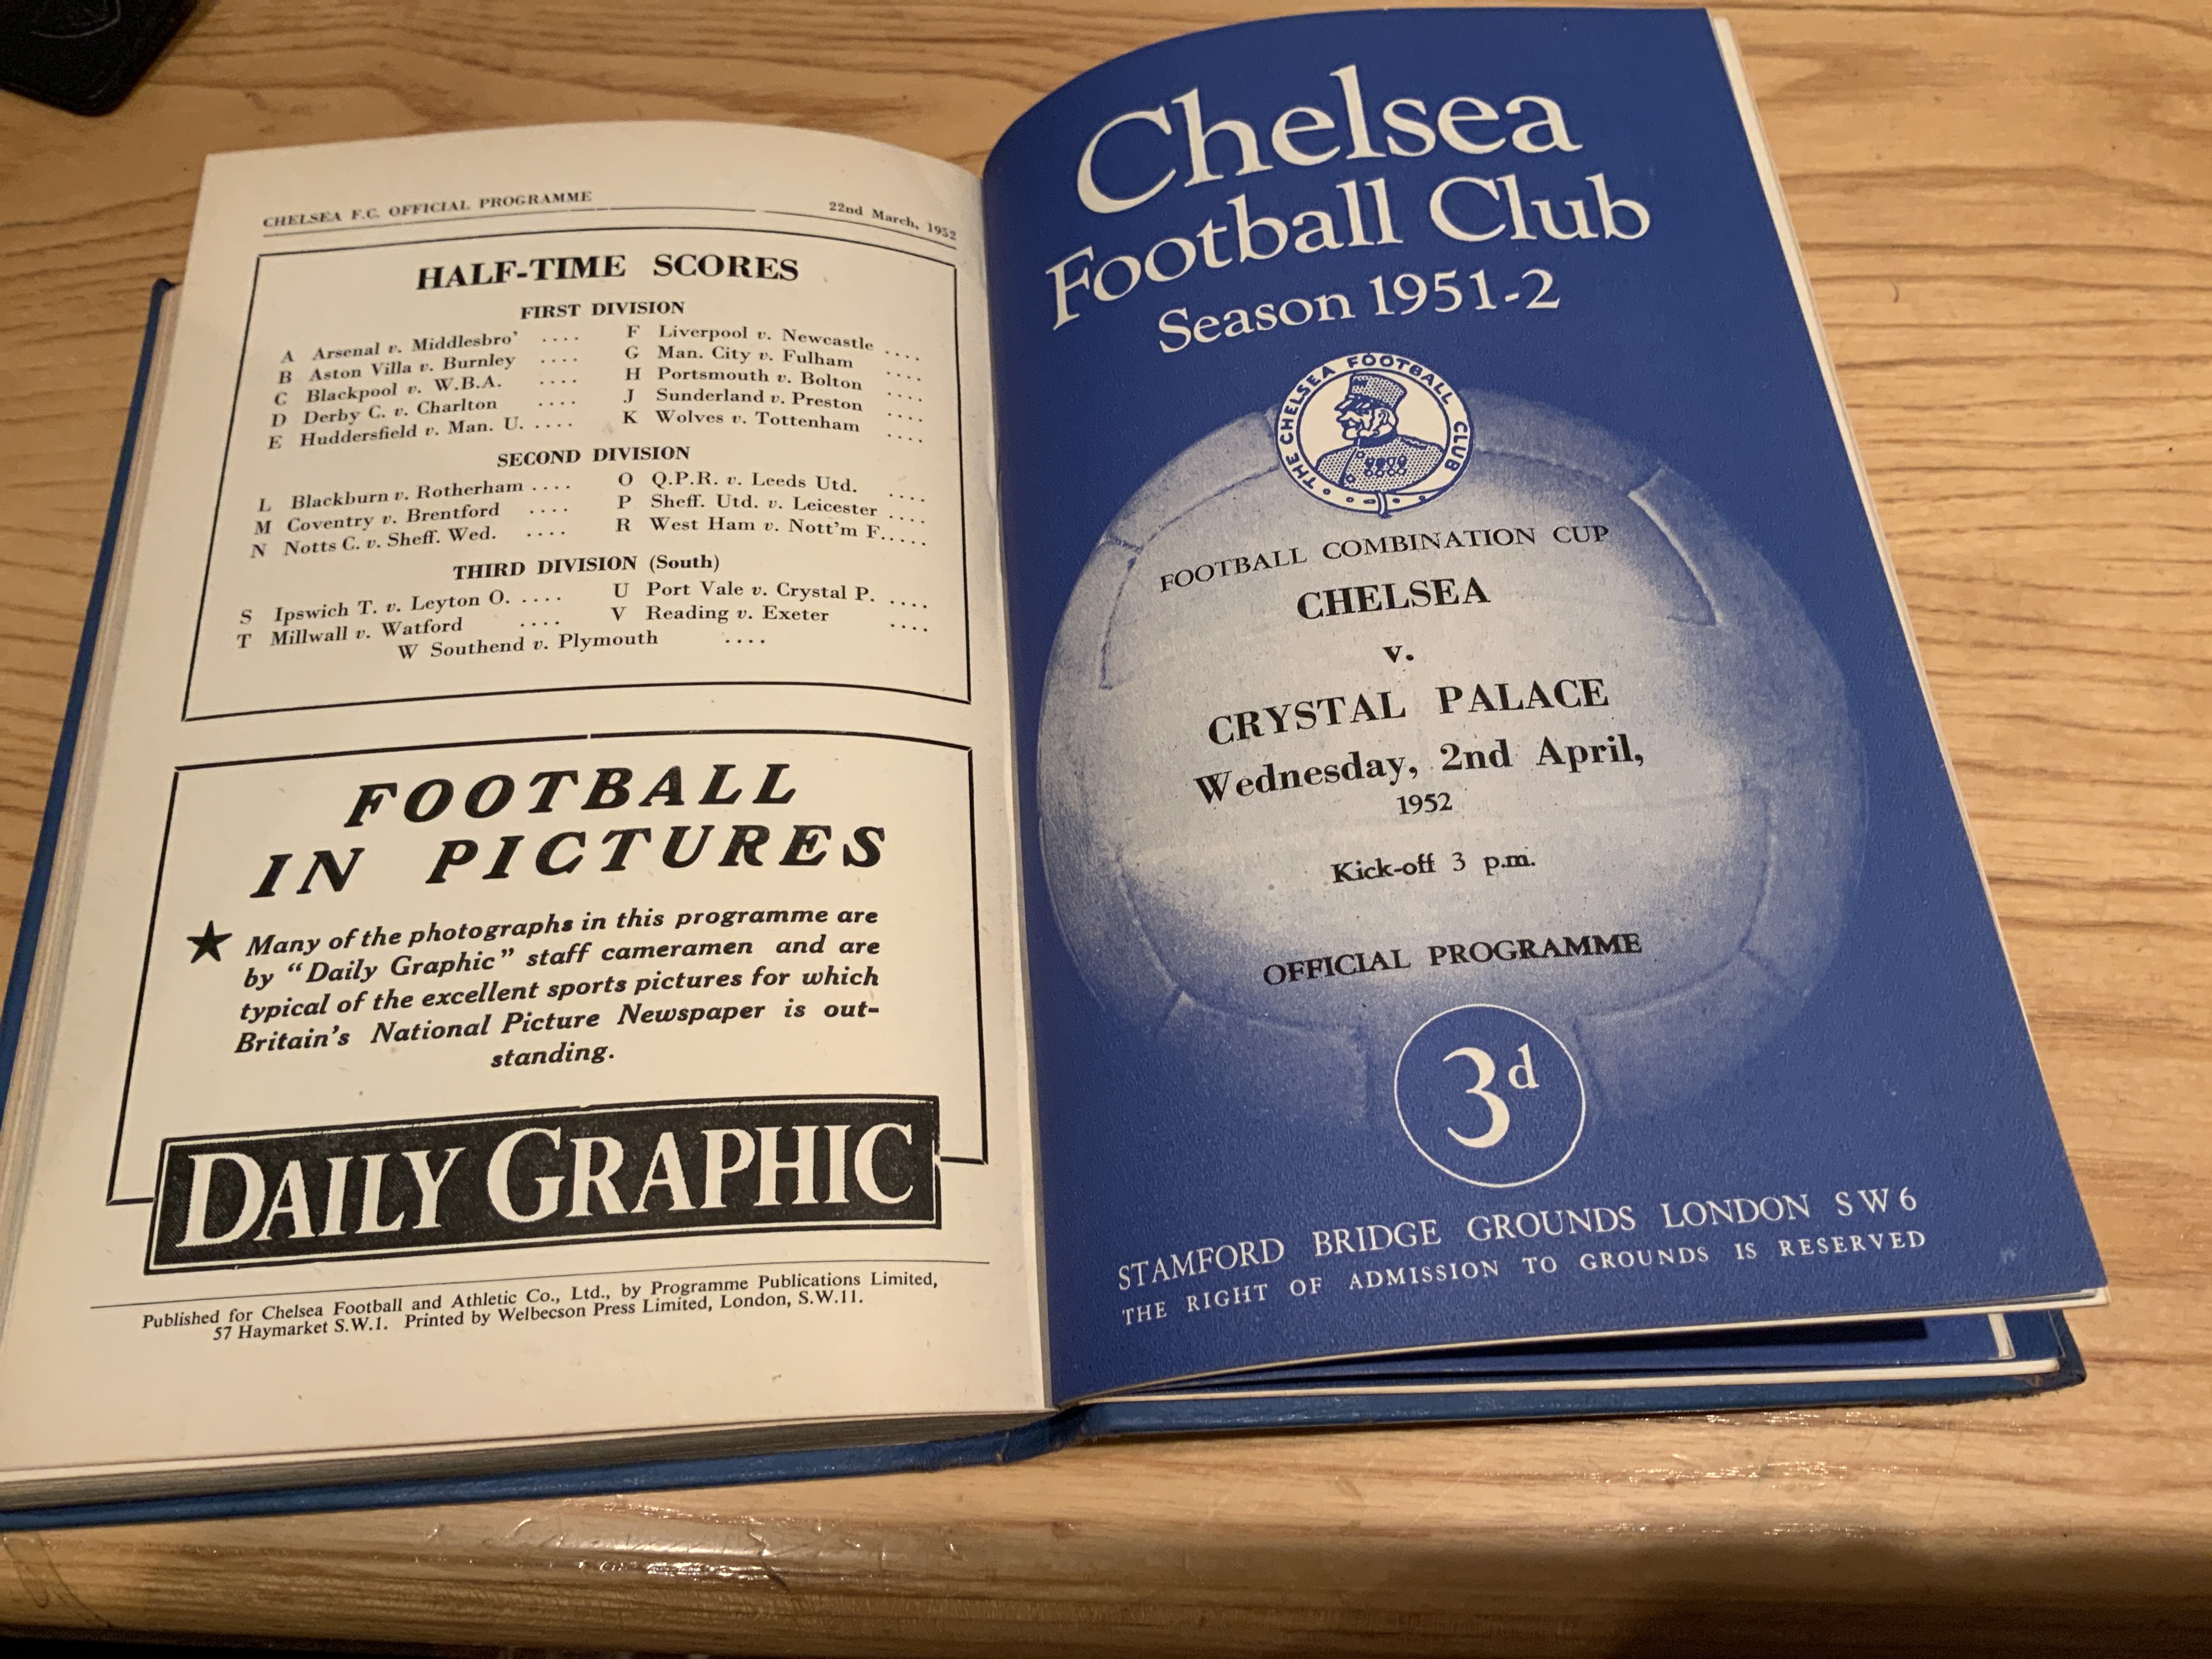 CHELSEA F.C. OFFICIAL PROGRAMME 22nd March, 1952
HALF-TIME SCORES
FIRST DIVISION
A Arsenal v. Middlesbro' ....
B Aston Villa v. Burnley ....
C Blackpool v. W.B.A. ....
D Derby C. v. Charlton ....
E Huddersfield v. Man. U. ....
F Liverpool v. Newcastle ....
G Man. City v. Fulham ....
H Portsmouth v. Bolton ....
J Sunderland v. Preston ....
K Wolves v. Tottenham ....
SECOND DIVISION
L Blackburn v. Rotherham ....
M Coventry v. Brentford ....
N Notts C. v. Sheff. Wed. ....
O Q.P.R. v. Leeds Utd. ....
P Sheff. Utd. v. Leicester ....
R West Ham v. Nott'm F.....
THIRD DIVISION (South)
S Ipswich T. v. Leyton O. ....
T Millwall v. Watford ....
U Port Vale v. Crystal P. ....
V Reading v. Exeter ....
W Southend v. Plymouth ....
FOOTBALL
IN PICTURES
★ Many of the photographs in this programme are
by "Daily Graphic" staff cameramen and are
typical of the excellent sports pictures for which
Britain's National Picture Newspaper is out-
standing.
DAILY GRAPHIC
Published for Chelsea Football and Athletic Co., Ltd., by Programme Publications Limited,
57 Haymarket S.W.1. Printed by Welbecson Press Limited, London, S.W.11.
Chelsea
Football Club
Season 1951-2
THE CHELSEA FOOTBALL CLUB
FOOTBALL COMBINATION CUP
CHELSEA
v.
CRYSTAL PALACE
Wednesday, 2nd April,
1952
Kick-off 3 p.m.
OFFICIAL PROGRAMME
3d
STAMFORD BRIDGE GROUNDS LONDON SW6
THE RIGHT OF ADMISSION TO GROUNDS IS RESERVED